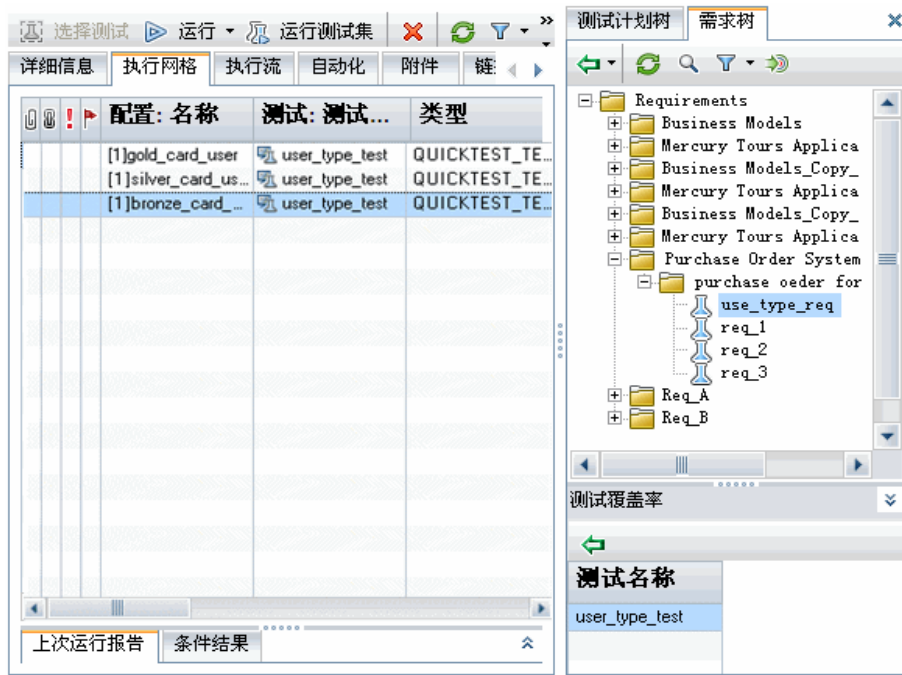 选择测试 运行 运行测试集
详细信息 执行网格 执行流 自动化 附件
配置: 名称 测试: 测试... 类型
[1]gold_card_user user_type_test QUICKTEST_TE...
[1]silver_card_us... user_type_test QUICKTEST_TE...
[1]bronze_card_... user_type_test QUICKTEST_TE...
上次运行报告 条件结果
测试计划树 需求树
Requirements
Business Models
Mercury Tours Applica
Business Models_Copy_
Mercury Tours Applica
Business Models_Copy_
Mercury Tours Applica
Purchase Order System
purchase oeder for
use_type_req
req_1
req_2
req_3
Req_A
Req_B
测试覆盖率
测试名称
user_type_test